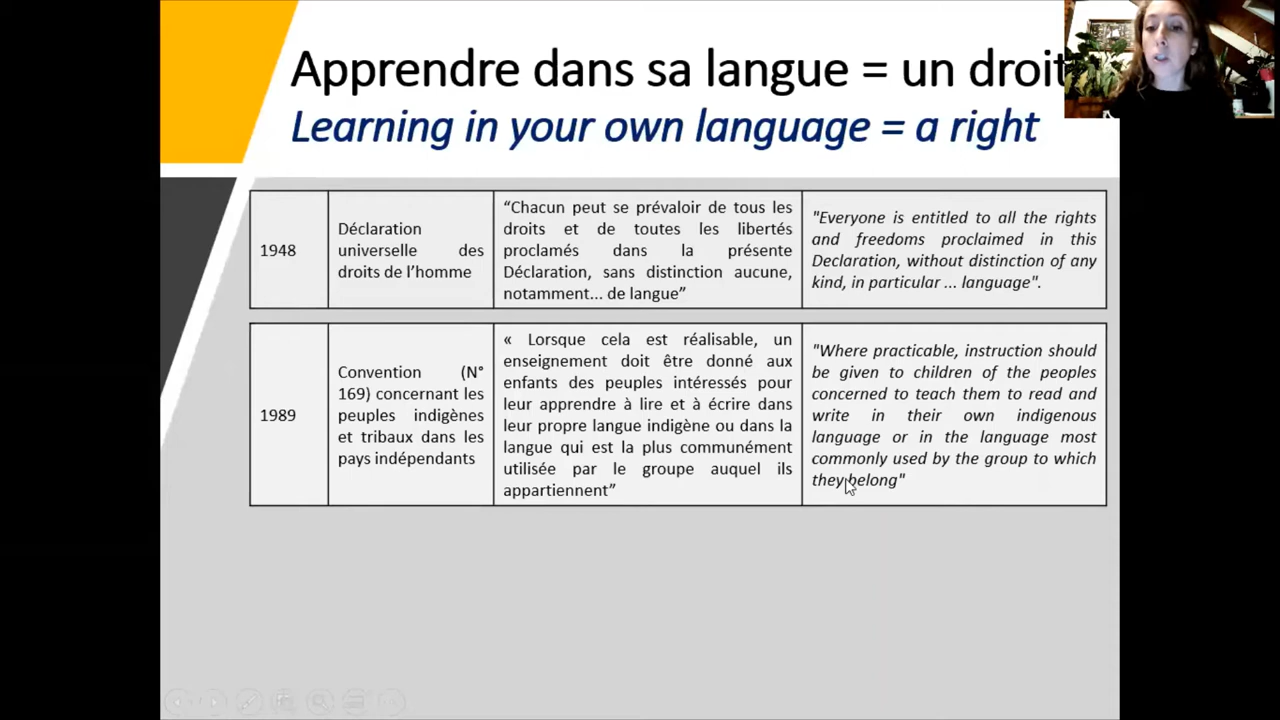 Apprendre dans sa langue = un droit
Learning in your own language = a right
1948
Déclaration
universelle des
droits de l'homme
“Chacun peut se prévaloir de tous les
droits et de toutes les libertés
proclamés dans la présente
Déclaration, sans distinction aucune,
notamment... de langue”
"Everyone is entitled to all the rights
and freedoms proclaimed in this
Declaration, without distinction of any
kind, in particular ... language".
1989
Convention (N°
169) concernant les
peuples indigènes
et tribaux dans les
pays indépendants
« Lorsque cela est réalisable, un
enseignement doit être donné aux
enfants des peuples intéressés pour
leur apprendre à lire et à écrire dans
leur propre langue indigène ou dans la
langue qui est la plus communément
utilisée par le groupe auquel ils
appartiennent”
"Where practicable, instruction should
be given to children of the peoples
concerned to teach them to read and
write in their own indigenous
language or in the language most
commonly used by the group to which
they belong"